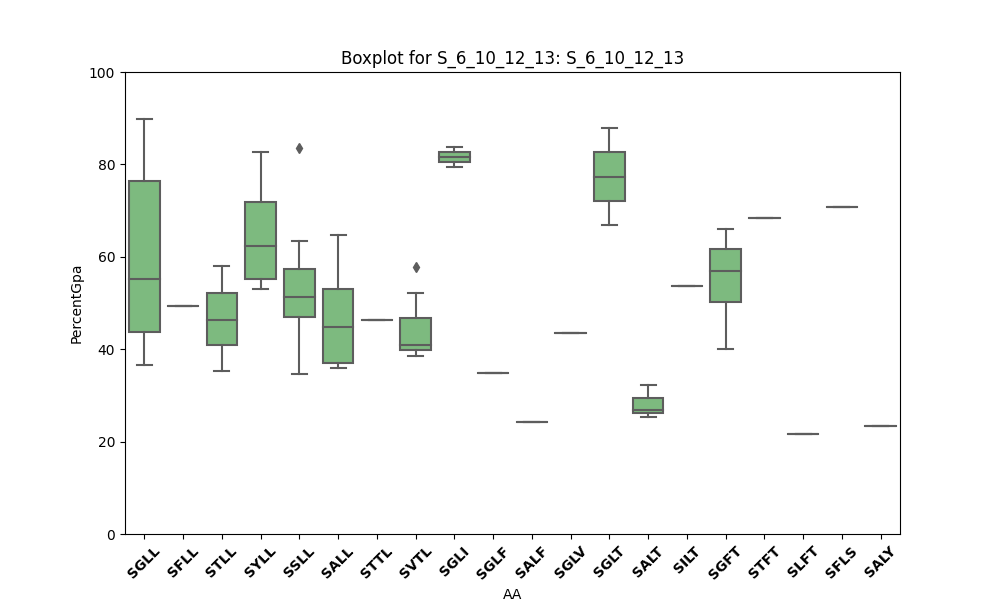 Boxplot for S_6_10_12_13: S_6_10_12_13
PercentGpa
100
80
60
40
20
0
SGLL SFLL STLL SYLL SSLL SALL STTL SVTL SGLI SGLF SALF SGLV SGLT SALT SILT SGFT STFT SLFT SFLS SALY
AA